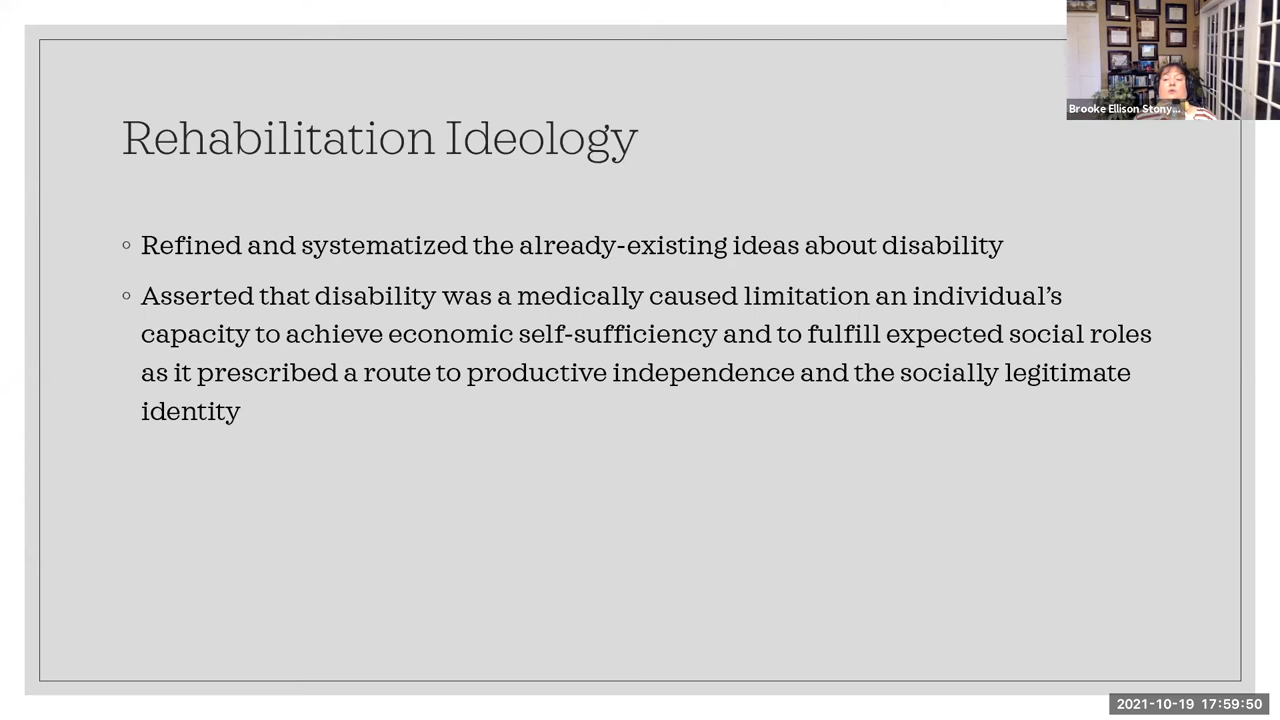 Brooke Ellison Stony...
Rehabilitation Ideology
Refined and systematized the already-existing ideas about disability
Asserted that disability was a medically caused limitation an individual's
capacity to achieve economic self-sufficiency and to fulfill expected social roles
as it prescribed a route to productive independence and the socially legitimate
identity
2021-10-19 17:59:50